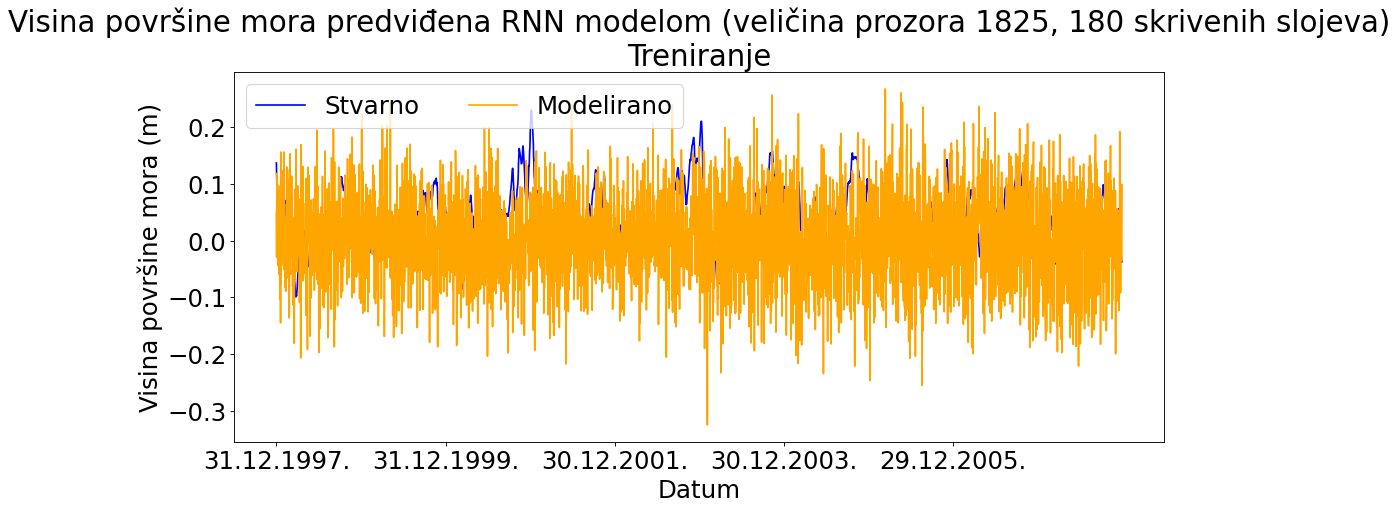 Visina površine mora predviđena RNN modelom (veličina prozora 1825, 180 skrivenih slojeva)
Treniranje
Stvarno
Modelirano
Visina površine mora (m)
0.2
0.1
0.0
−0.1
−0.2
−0.3
31.12.1997.
31.12.1999.
30.12.2001.
30.12.2003.
29.12.2005.
Datum